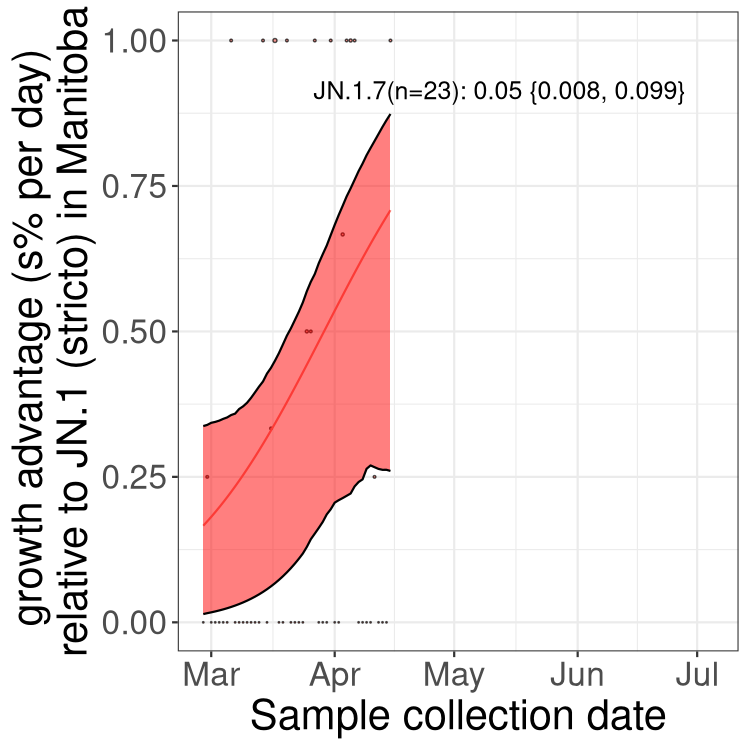 growth advantage (s% per day)
relative to JN.1 (stricto) in Manitoba
1.00
0.75
0.50
0.25
0.00
JN.1.7(n=23): 0.05 {0.008, 0.099}
Mar Apr May Jun Jul
Sample collection date